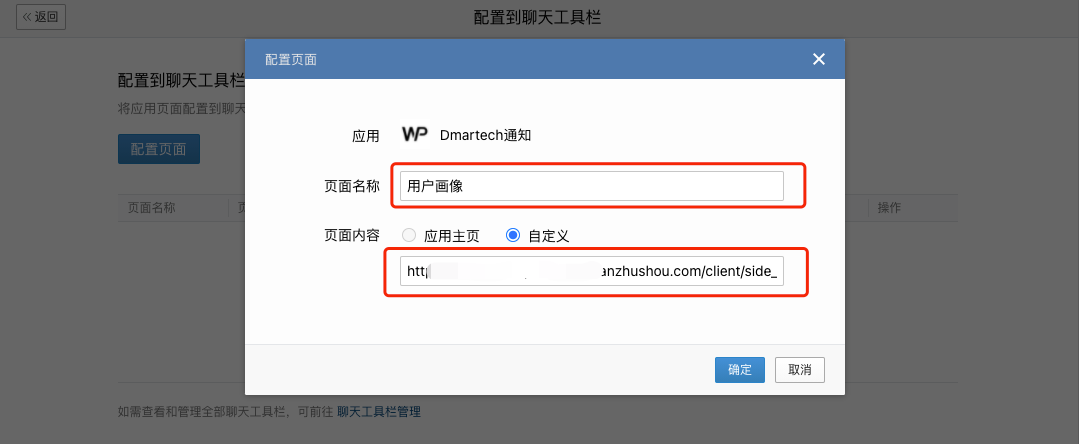 返回
配置到聊天工具栏
配置页面
配置到聊天工具栏
将应用页面配置到聊天
配置页面
应用
WP Dmartech通知
页面名称
用户画像
页面内容
应用主页
自定义
anzhushou.com/client/side_
页面名称
操作
确定
取消
如需查看和管理全部聊天工具栏，可前往 聊天工具栏管理